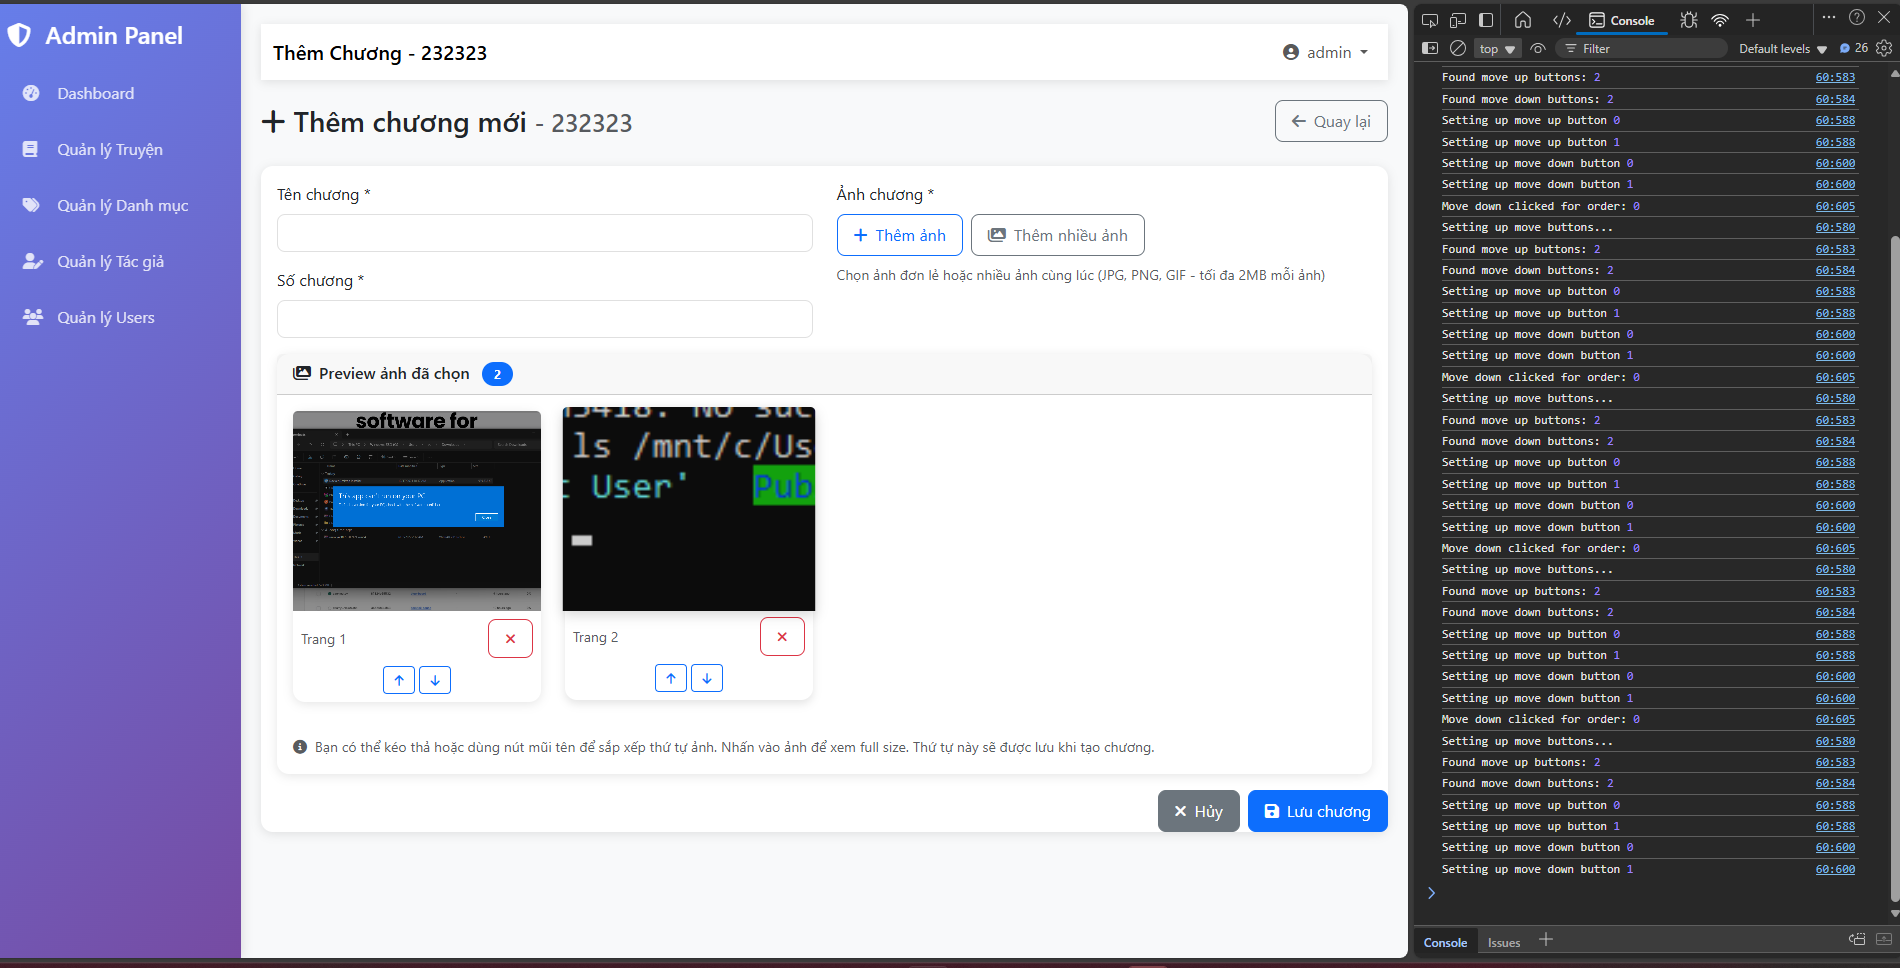 Admin Panel
Dashboard
Quản lý Truyện
Quản lý Danh mục
Quản lý Tác giả
Quản lý Users
Thêm Chương - 232323
admin
Thêm chương mới - 232323
Quay lại
Tên chương *
Số chương *
Ảnh chương *
Thêm ảnh
Thêm nhiều ảnh
Chọn ảnh đơn lẻ hoặc nhiều ảnh cùng lúc (JPG, PNG, GIF - tối đa 2MB mỗi ảnh)
Preview ảnh đã chọn 2
software for
This app can't run on your PC
Trang 1
ls /mnt/c/Us
User' Pub
Trang 2
Bạn có thể kéo thả hoặc dùng nút mũi tên để sắp xếp thứ tự ảnh. Nhấn vào ảnh để xem full size. Thứ tự này sẽ được lưu khi tạo chương.
Hủy
Lưu chương
Console
top
Filter
Default levels
26
Found move up buttons: 2 60:583
Found move down buttons: 2 60:584
Setting up move up button 0 60:588
Setting up move up button 1 60:588
Setting up move down button 0 60:600
Setting up move down button 1 60:600
Move down clicked for order: 0 60:605
Setting up move buttons... 60:580
Found move up buttons: 2 60:583
Found move down buttons: 2 60:584
Setting up move up button 0 60:588
Setting up move up button 1 60:588
Setting up move down button 0 60:600
Setting up move down button 1 60:600
Move down clicked for order: 0 60:605
Setting up move buttons... 60:580
Found move up buttons: 2 60:583
Found move down buttons: 2 60:584
Setting up move up button 0 60:588
Setting up move up button 1 60:588
Setting up move down button 0 60:600
Setting up move down button 1 60:600
Move down clicked for order: 0 60:605
Setting up move buttons... 60:580
Found move up buttons: 2 60:583
Found move down buttons: 2 60:584
Setting up move up button 0 60:588
Setting up move up button 1 60:588
Setting up move down button 0 60:600
Setting up move down button 1 60:600
Move down clicked for order: 0 60:605
Setting up move buttons... 60:580
Found move up buttons: 2 60:583
Found move down buttons: 2 60:584
Setting up move up button 0 60:588
Setting up move up button 1 60:588
Setting up move down button 0 60:600
Setting up move down button 1 60:600
Console
Issues